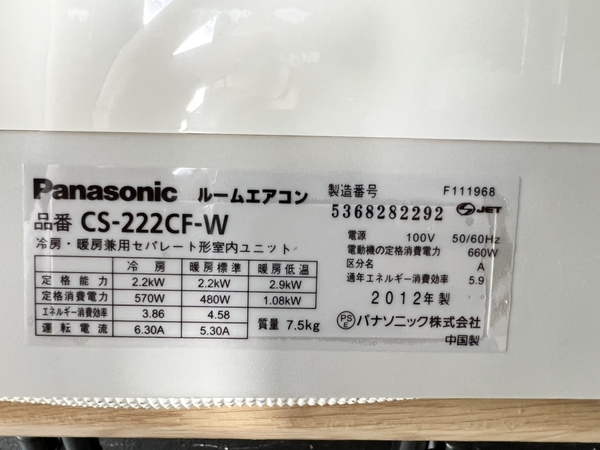 Panasonic ルームエアコン
品番 CS-222CF-W
冷房・暖房兼用セパレート形室内ユニット
冷房 暖房標準 暖房低温
定格能力 2.2kW 2.2kW 2.9kW
定格消費電力 570W 480W 1.08kW
エネルギー消費効率 3.86 4.58
運転電流 6.30A 5.30A 質量 7.5kg
製造番号 F111968
5368282292 JET
電源 100V 50/60Hz
電動機の定格消費電力 660W
区分名 A
通年エネルギー消費効率 5.9
2012年製
PSE パナソニック株式会社
中国製